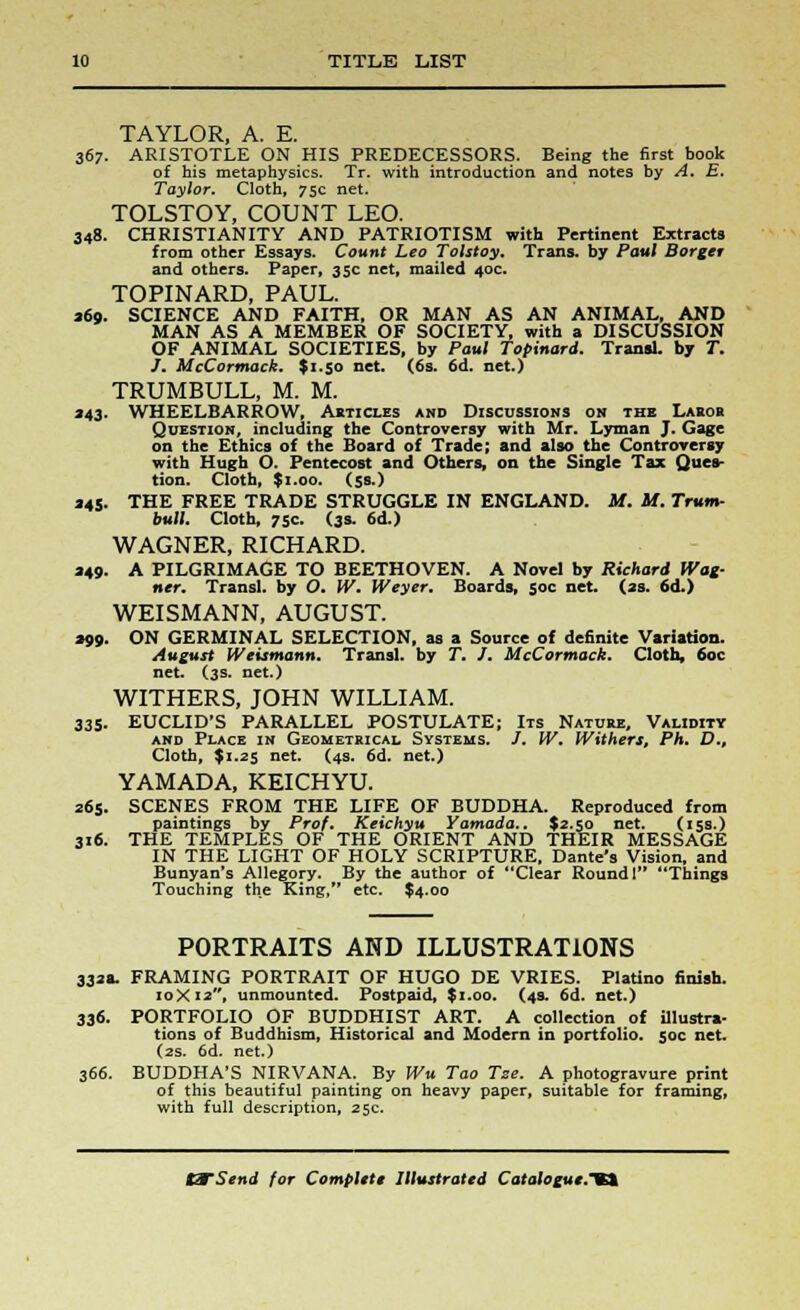 10 TITLE LIST
TAYLOR, A. E.
367. ARISTOTLE ON HIS PREDECESSORS. Being the first book
of his metaphysics. Tr. with introduction and notes by A. E.
Taylor. Cloth, 75c net.
TOLSTOY, COUNT LEO.
348. CHRISTIANITY AND PATRIOTISM with Pertinent Extracts
from other Essays. Count Leo Tolstoy. Trans. by Paul Borger
and others. Paper, 35c net, mailed 40c.
TOPINARD, PAUL.
269. SCIENCE AND FAITH, OR MAN AS AN ANIMAL, AND
MAN AS A MEMBER OF SOCIETY, with a DISCUSSION
OF ANIMAL SOCIETIES, by Paul Topinard. Transl. by T.
J. McCormack. $1.50 net. (6s. 6d. net.)
TRUMBULL, M. M.
243. WHEELBARROW, Articles and Discussions on the Labor
Question, including the Controversy with Mr. Lyman J. Gage
on the Ethics of the Board of Trade; and also the Controversy
with Hugh O. Pentecost and Others, on the Single Tax Ques-
tion. Cloth, $1.00. (5s.)
245. THE FREE TRADE STRUGGLE IN ENGLAND. M. M. Trum-
bull. Cloth, 75c. (3s. 6d.)
WAGNER, RICHARD.
249. A PILGRIMAGE TO BEETHOVEN. A Novel by Richard Wag-
ner. Transl. by O. W. Weyer. Boards, 50c net. (2s. 6d.)
WEISMANN, AUGUST.
299. ON GERMINAL SELECTION, as a Source of definite Variation.
August Weismann. Transl. by T. J. McCormack. Cloth, 60c
net. (3s. net.)
WITHERS, JOHN WILLIAM.
335. EUCLID'S PARALLEL POSTULATE; Its Nature, Validity
and Place in Geometrical Systems. J. W. Withers, Ph. D.,
Cloth, $1.25 net. (4s. 6d. net.)
YAMADA, KEICHYU.
265. SCENES FROM THE LIFE OF BUDDHA. Reproduced from
paintings by Prof. Keichyu Yamada.. $2.50 net. (15s.)
316. THE TEMPLES OF THE ORIENT AND THEIR MESSAGE
IN THE LIGHT OF HOLY SCRIPTURE, Dante's Vision, and
Bunyan's Allegory. By the author of "Clear Round!" "Things
Touching the King," etc. $4.00
PORTRAITS AND ILLUSTRATIONS
332a. FRAMING PORTRAIT OF HUGO DE VRIES. Platino finish.
10X12", unmounted. Postpaid, $1.00. (4s. 6d. net.)
336. PORTFOLIO OF BUDDHIST ART. A collection of illustra-
tions of Buddhism, Historical and Modern in portfolio. 50c net.
(2s. 6d. net.)
366. BUDDHA'S NIRVANA. By Wu Tao Tze. A photogravure print
of this beautiful painting on heavy paper, suitable for framing,
with full description, 25c.
☞Send for Complete Illustrated Catalogue.☜